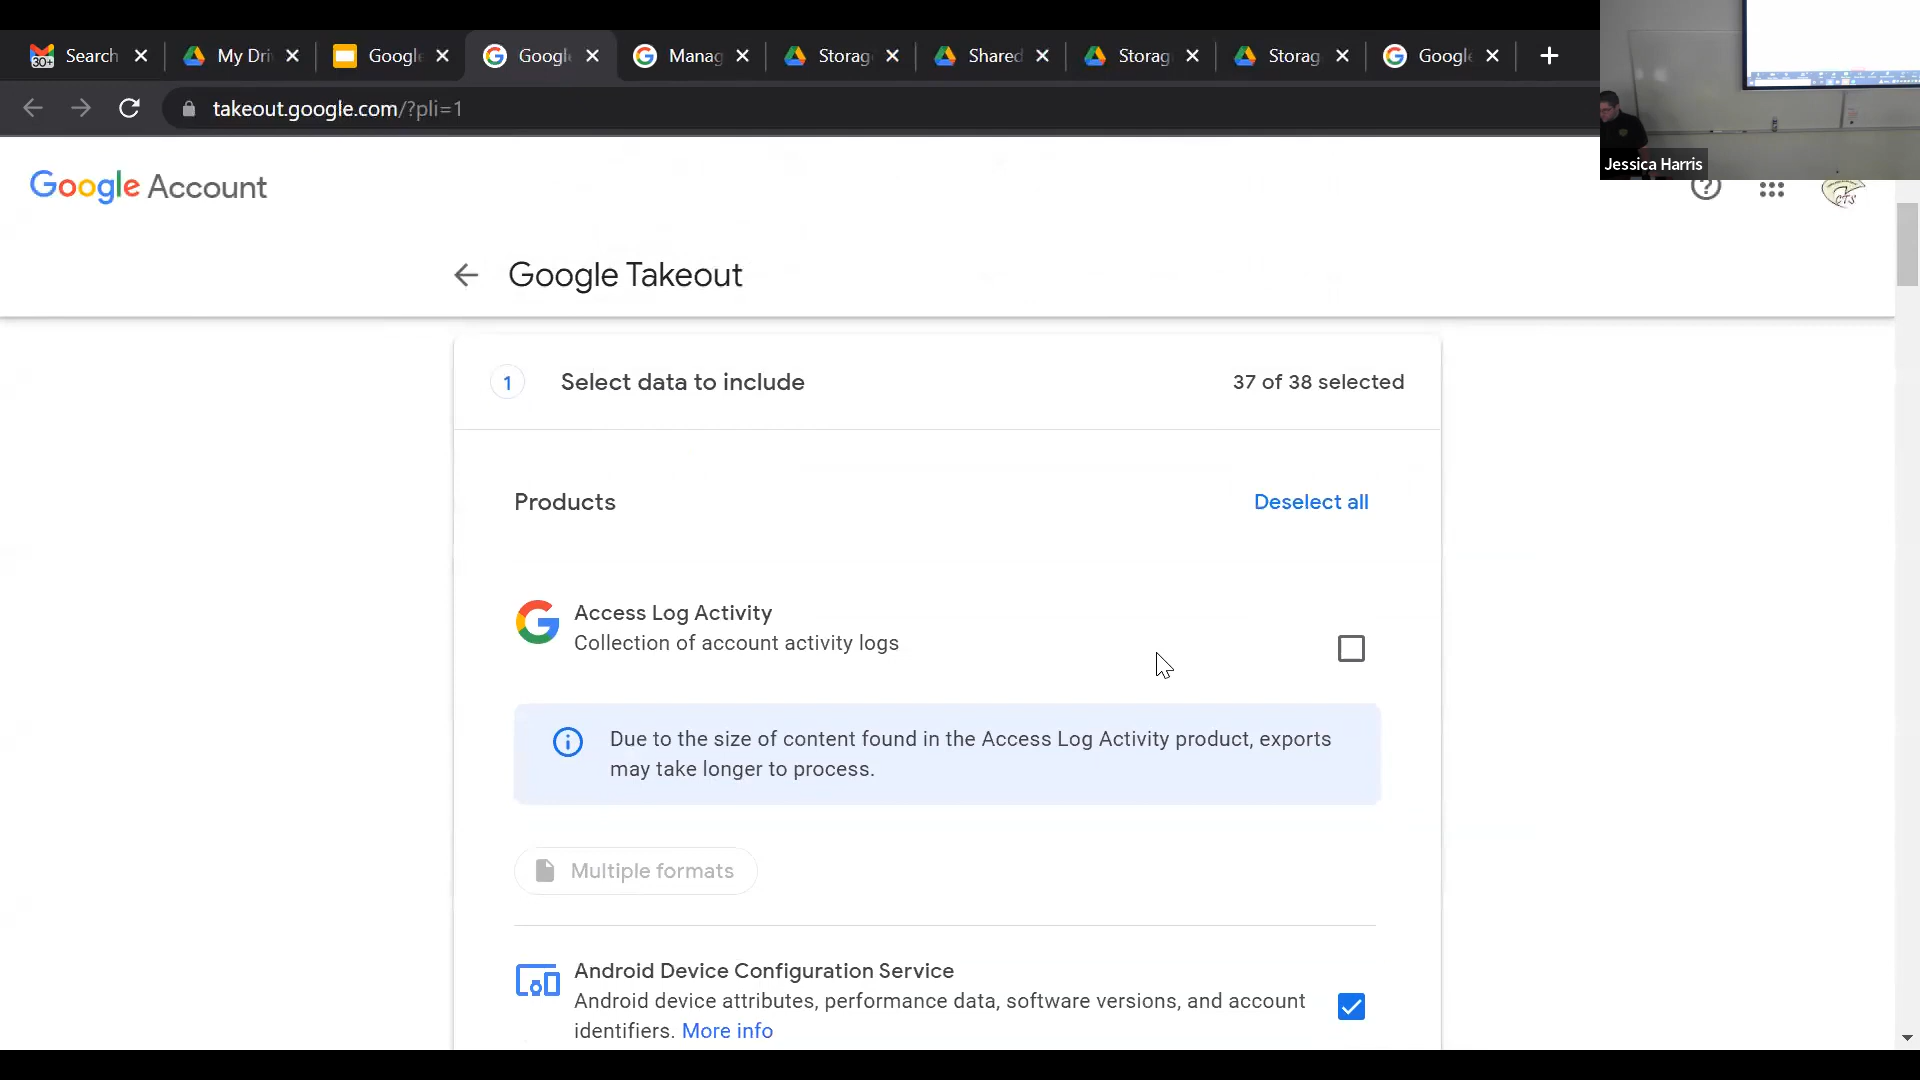 Search
My Dri
Google
Google
Manag
Storag
Shared
Storag
Storag
Google
takeout.google.com/?pli=1
Jessica Harris
Google Account
CTS
Google Takeout
1 Select data to include 37 of 38 selected
Products Deselect all
Access Log Activity
Collection of account activity logs
Due to the size of content found in the Access Log Activity product, exports
may take longer to process.
Multiple formats
Android Device Configuration Service
Android device attributes, performance data, software versions, and account
identifiers. More info